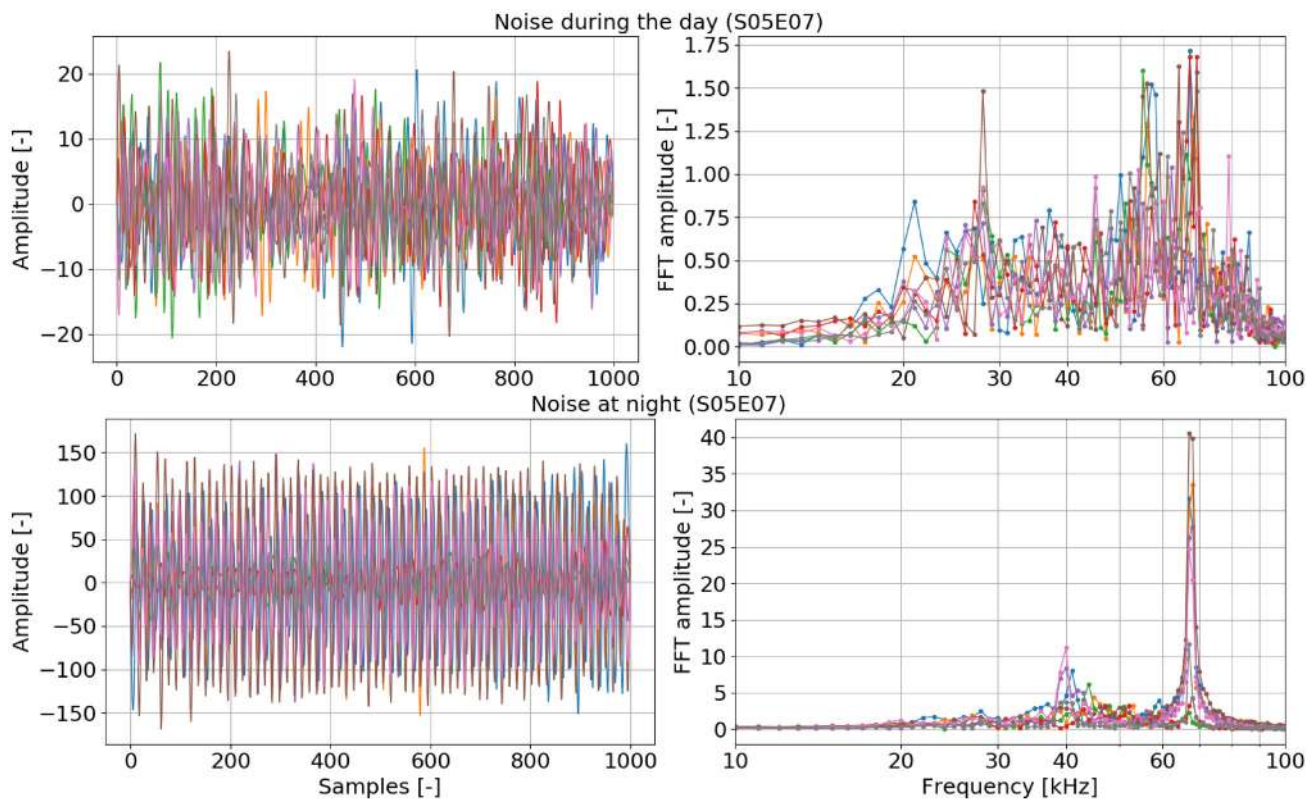 Noise during the day (S05E07)
Amplitude [-]
20
10
0
−10
−20
0 200 400 600 800 1000
FFT amplitude [-]
1.75
1.50
1.25
1.00
0.75
0.50
0.25
0.00
10 20 30 40 60 100
Noise at night (S05E07)
Amplitude [-]
150
100
50
0
−50
−100
−150
0 200 400 600 800 1000
Samples [-]
FFT amplitude [-]
40
35
30
25
20
15
10
5
0
10 20 30 40 60 100
Frequency [kHz]